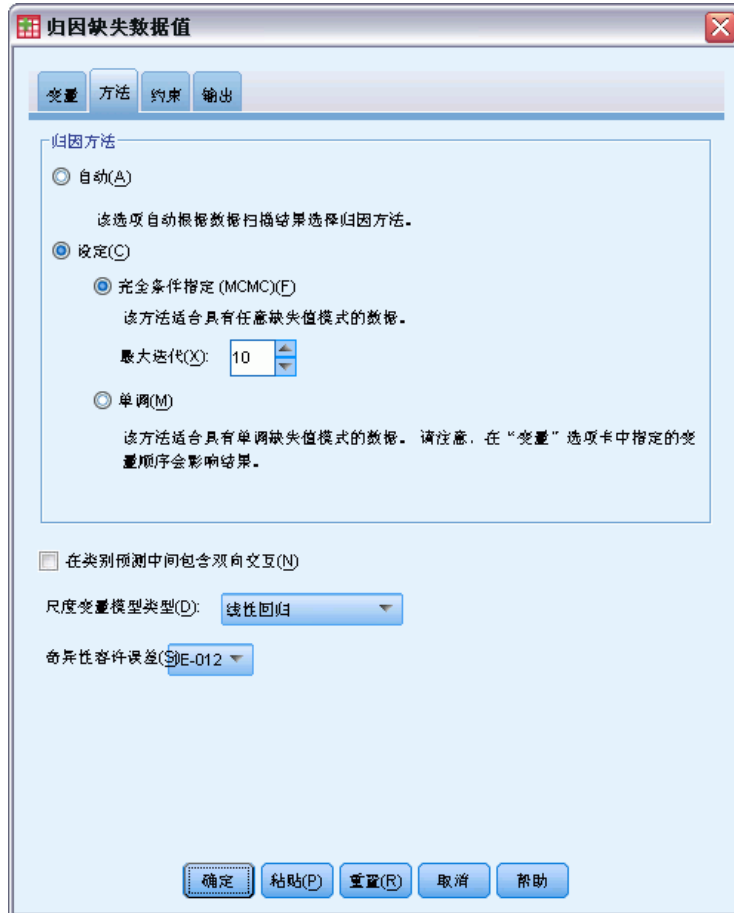 归因缺失数据值
变量 方法 约束 输出
归因方法
自动(A)
该选项自动根据数据扫描结果选择归因方法。
设定(C)
完全条件指定 (MCMC)(F)
该方法适合具有任意缺失值模式的数据。
最大迭代(X): 10
单调(M)
该方法适合具有单调缺失值模式的数据。 请注意，在“变量”选项卡中指定的变
量顺序会影响结果。
在类别预测中间包含双向交互(N)
尺度变量模型类型(D): 线性回归
奇异性容许误差(S) E-012
确定 粘贴(P) 重置(R) 取消 帮助